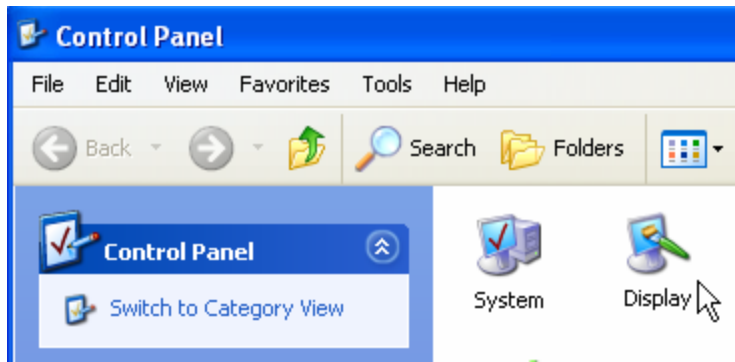 Control Panel
File Edit View Favorites Tools Help
Back Search Folders
Control Panel
Switch to Category View
System Display